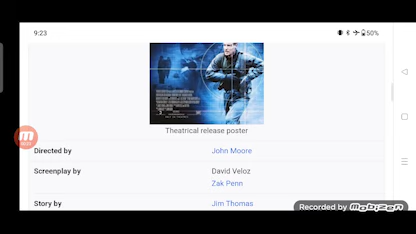 9:23
50%
Theatrical release poster
Directed by John Moore
Screenplay by David Veloz
Zak Penn
Story by Jim Thomas
Recorded by Mobizen